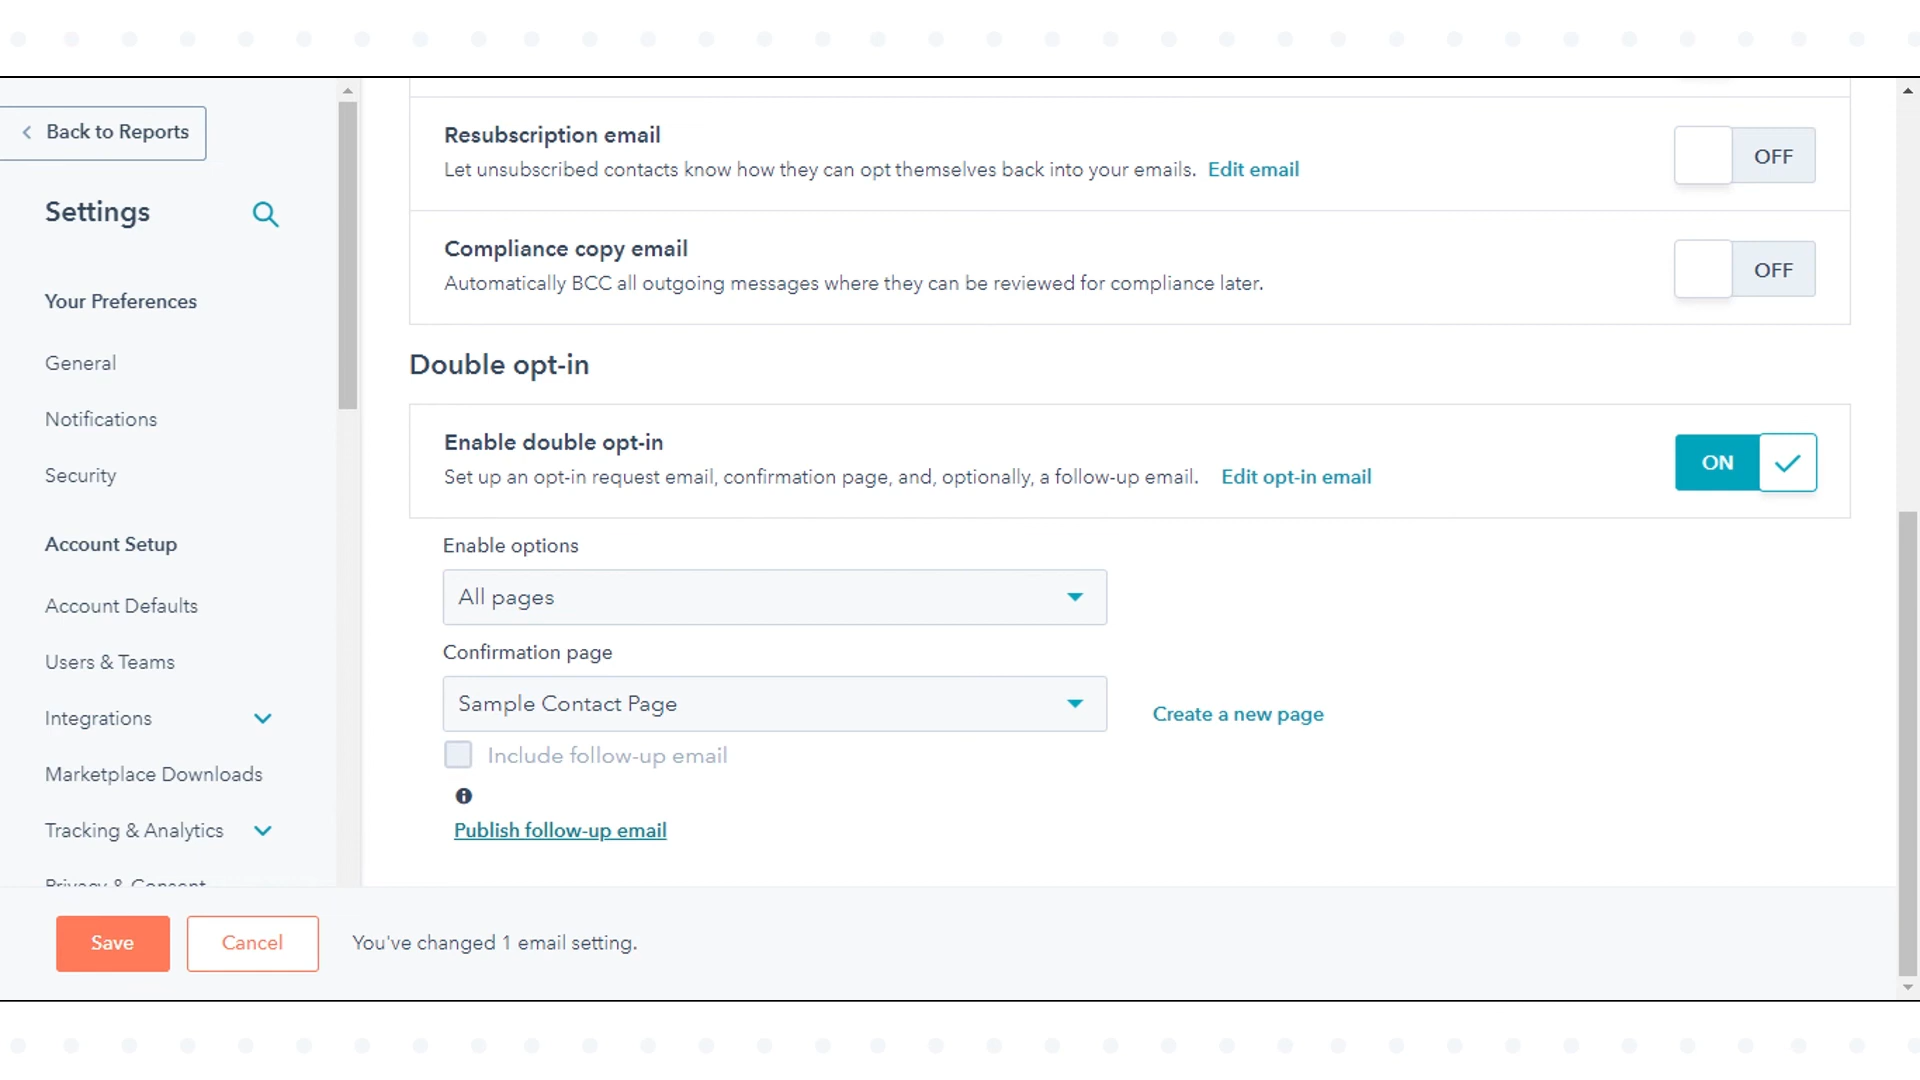 Back to Reports
Settings
Your Preferences
General
Notifications
Security
Account Setup
Account Defaults
Users & Teams
Integrations
Marketplace Downloads
Tracking & Analytics
Privacy & Consent
Resubscription email
Let unsubscribed contacts know how they can opt themselves back into your emails. Edit email
OFF
Compliance copy email
Automatically BCC all outgoing messages where they can be reviewed for compliance later.
OFF
Double opt-in
Enable double opt-in
Set up an opt-in request email, confirmation page, and, optionally, a follow-up email. Edit opt-in email
ON
Enable options
All pages
Confirmation page
Sample Contact Page
Create a new page
Include follow-up email
Publish follow-up email
Save
Cancel
You've changed 1 email setting.